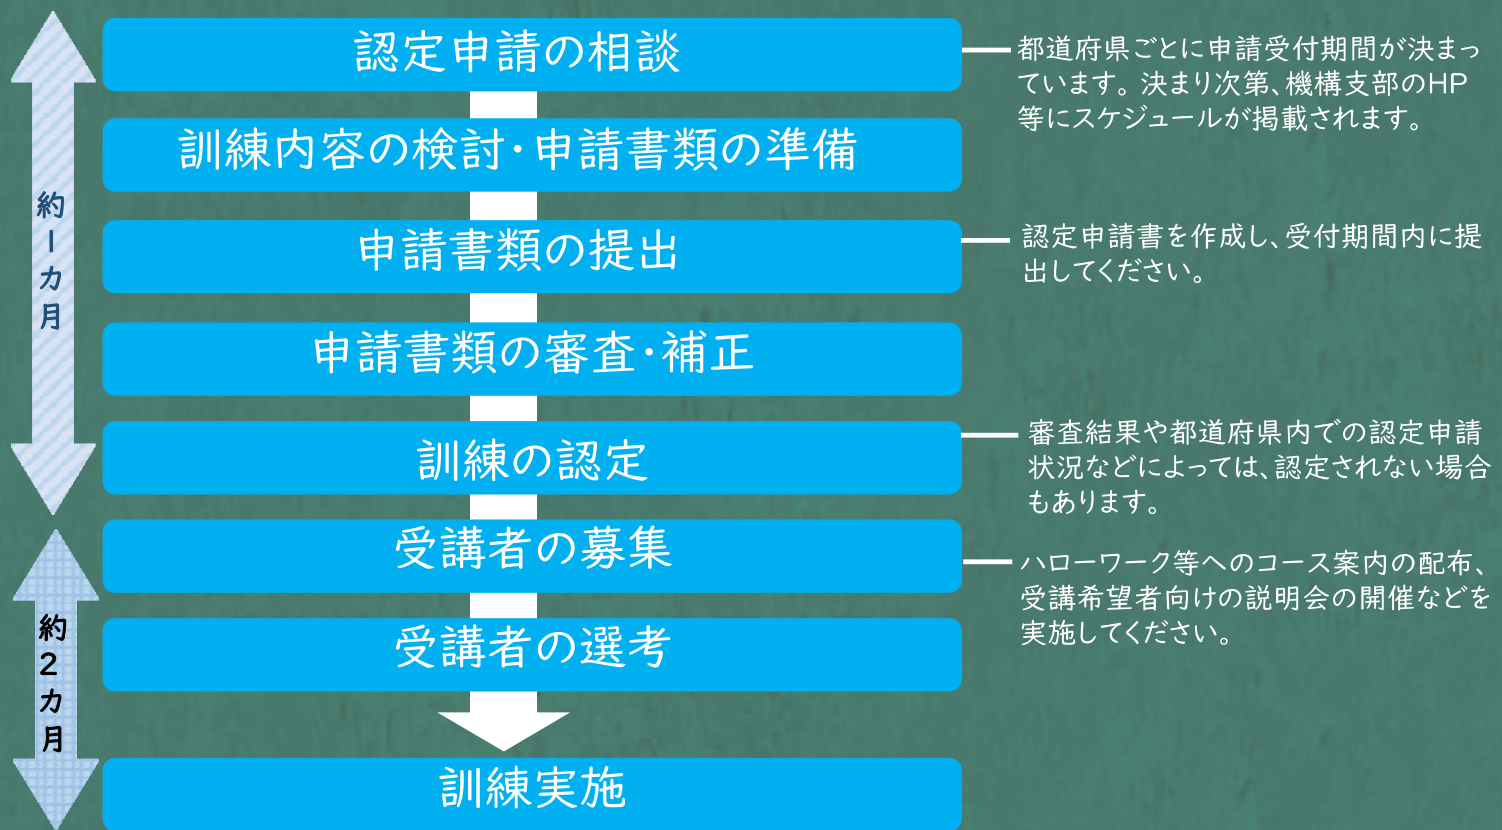 認定申請の相談
都道府県ごとに申請受付期間が決まっ
ています。決まり次第、機構支部のHP
等にスケジュールが掲載されます。
訓練内容の検討・申請書類の準備
約1カ月
申請書類の提出
認定申請書を作成し、受付期間内に提
出してください。
申請書類の審査・補正
訓練の認定
審査結果や都道府県内での認定申請
状況などによっては、認定されない場合
もあります。
受講者の募集
ハローワーク等へのコース案内の配布、
受講希望者向けの説明会の開催などを
実施してください。
約2カ月
受講者の選考
訓練実施